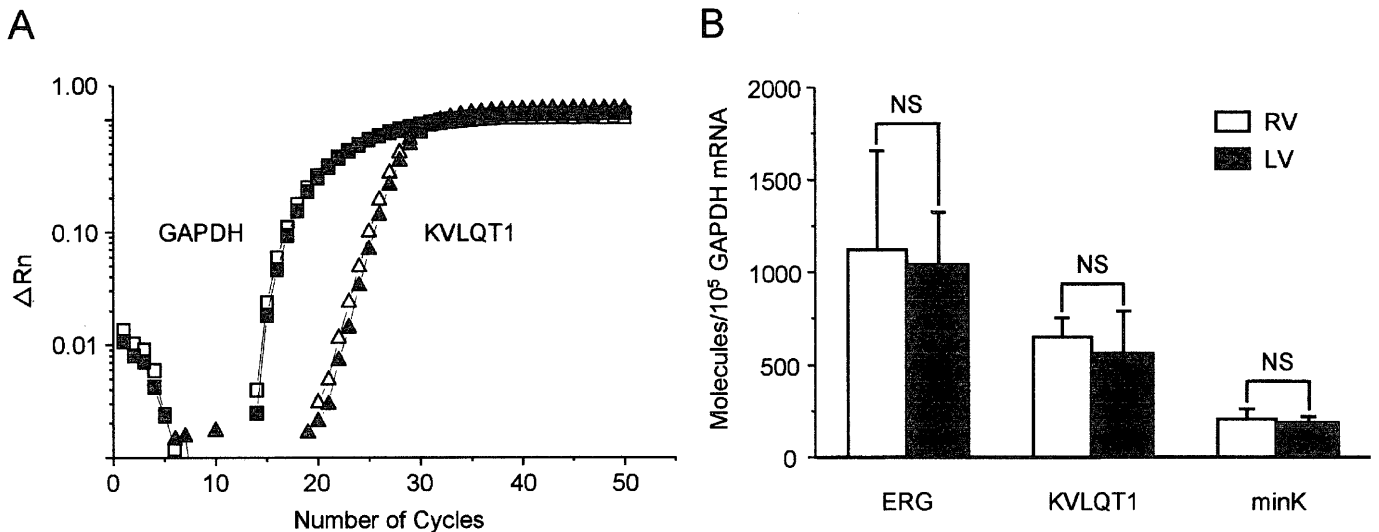 A
1.00
0.10
0.01
△Rn
GAPDH
KVLQT1
0 10 20 30 40 50
Number of Cycles
B
2000
1500
1000
500
0
Molecules/10⁵ GAPDH mRNA
NS
NS
NS
RV
LV
ERG KVLQT1 minK